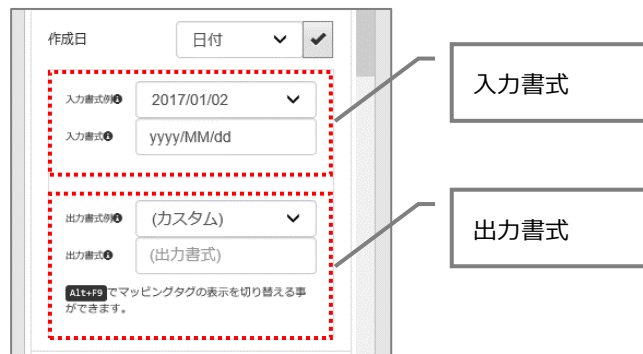 作成日 日付
入力書式例 2017/01/02
入力書式 yyyy/MM/dd
出力書式例 (カスタム)
出力書式 (出力書式)
Alt+F9 でマッピングタグの表示を切り替える事
ができます。
入力書式
出力書式